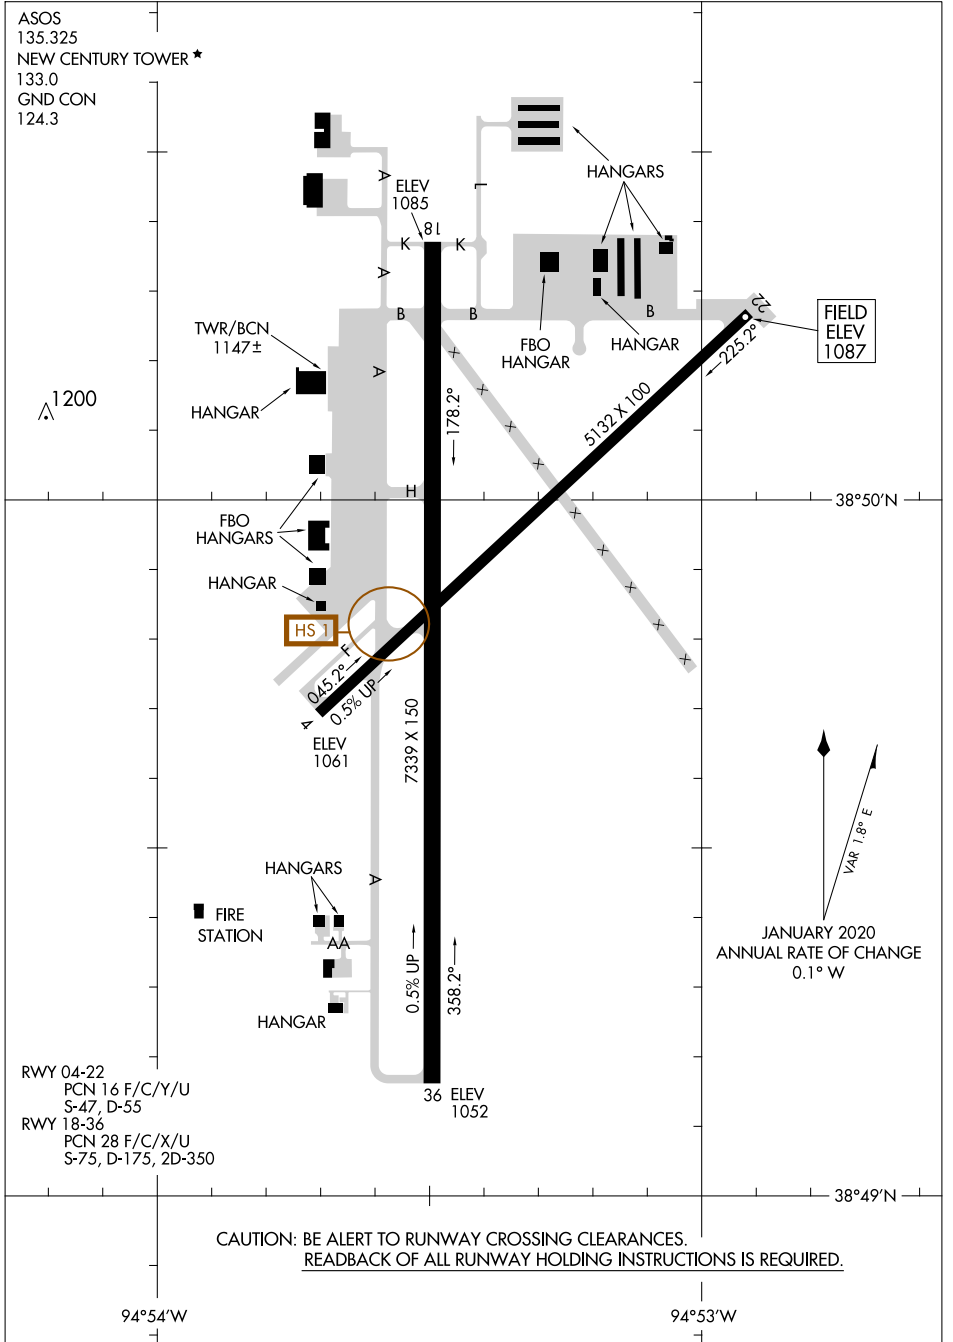 ASOS
135.325
NEW CENTURY TOWER ★
133.0
GND CON
124.3
HANGARS
ELEV
1085
18
A
L
K
K
A
B
B
B
22
FIELD
ELEV
1087
TWR/BCN
1147±
FBO
HANGAR
HANGAR
225.2°
A
1200
HANGAR
178.2°
5132 X 100
X
X
X
X
H
38°50'N
FBO
HANGARS
X
X
HANGAR
X
HS 1
X
X
F
045.2°
0.5% UP
4
ELEV
1061
7339 X 150
VAR 1.8° E
HANGARS
A
FIRE
STATION
AA
0.5% UP
358.2°
JANUARY 2020
ANNUAL RATE OF CHANGE
0.1° W
HANGAR
RWY 04-22
PCN 16 F/C/Y/U
S-47, D-55
RWY 18-36
PCN 28 F/C/X/U
S-75, D-175, 2D-350
36
ELEV
1052
38°49'N
CAUTION: BE ALERT TO RUNWAY CROSSING CLEARANCES.
READBACK OF ALL RUNWAY HOLDING INSTRUCTIONS IS REQUIRED.
94°54'W
94°53'W